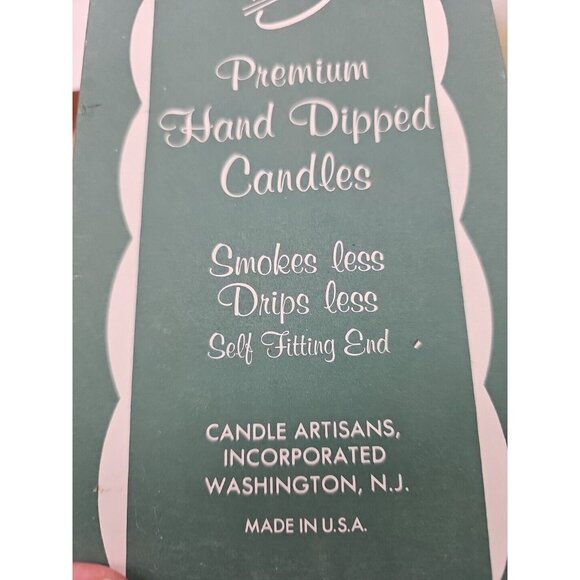 Premium
Hand Dipped
Candles
Smokes less
Drips less
Self Fitting End
CANDLE ARTISANS,
INCORPORATED
WASHINGTON, N.J.
MADE IN U.S.A.